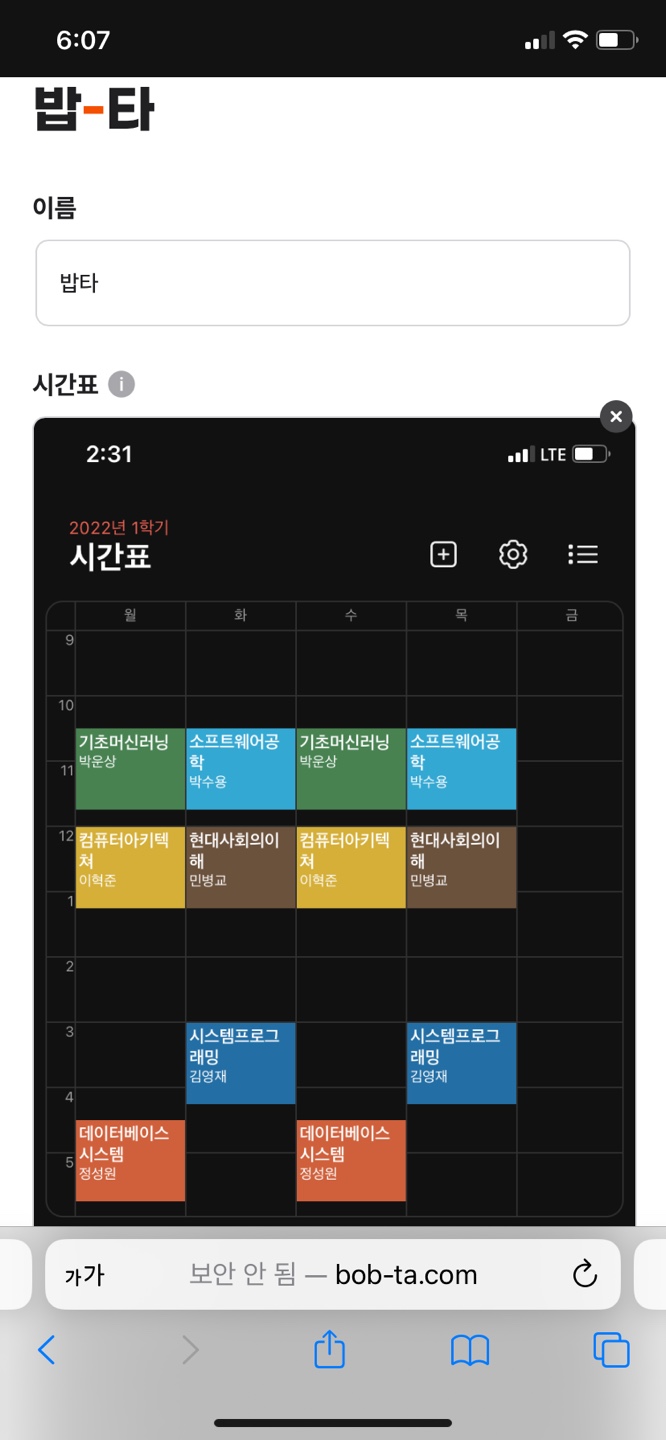 6:07
밥-타
이름
밥타
시간표 i
2:31 LTE
2022년 1학기
시간표
월 화 수 목 금
9
10
기초머신러닝
박운상
소프트웨어공
학
박수용
기초머신러닝
박운상
소프트웨어공
학
박수용
11
12
컴퓨터아키텍
쳐
이혁준
현대사회의이
해
민병교
컴퓨터아키텍
쳐
이혁준
현대사회의이
해
민병교
1
2
3
시스템프로그
래밍
김영재
시스템프로그
래밍
김영재
4
데이터베이스
시스템
정성원
데이터베이스
시스템
정성원
5
가가 보안 안 됨 — bob-ta.com